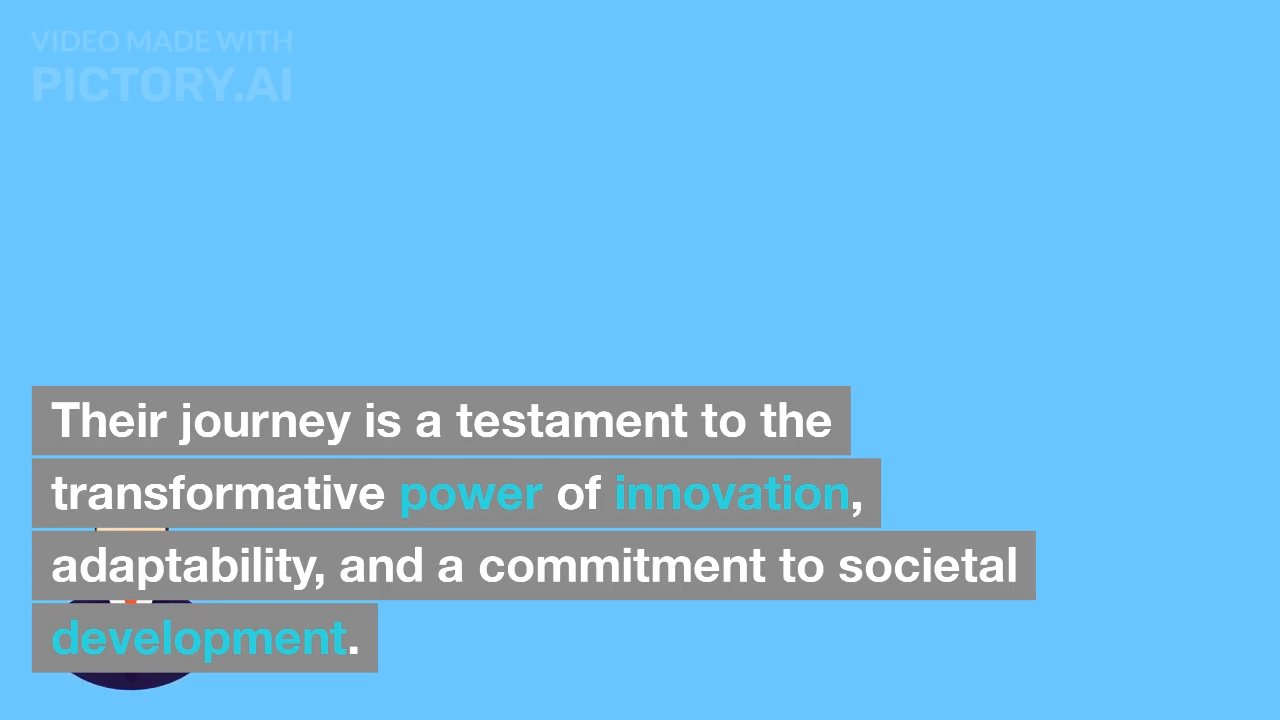 VIDEO MADE WITH
PICTORY.AI
Their journey is a testament to the
transformative power of innovation,
adaptability, and a commitment to societal
development.